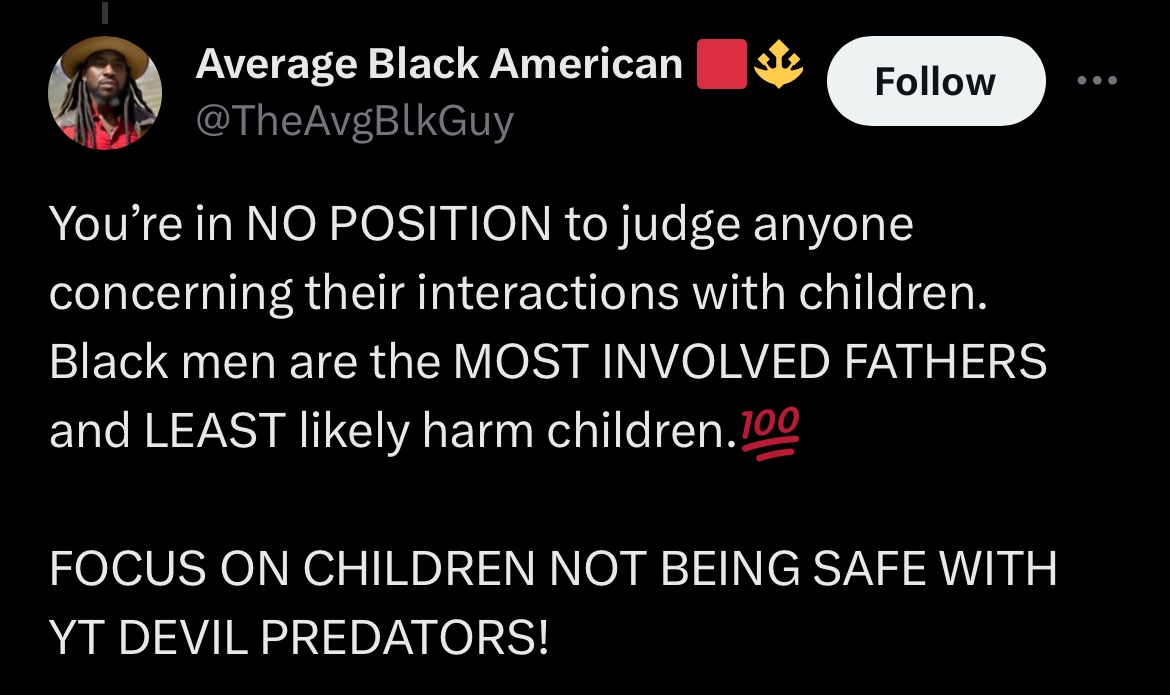 Average Black American
@TheAvgBlkGuy
Follow
You’re in NO POSITION to judge anyone
concerning their interactions with children.
Black men are the MOST INVOLVED FATHERS
and LEAST likely harm children.💯
FOCUS ON CHILDREN NOT BEING SAFE WITH
YT DEVIL PREDATORS!